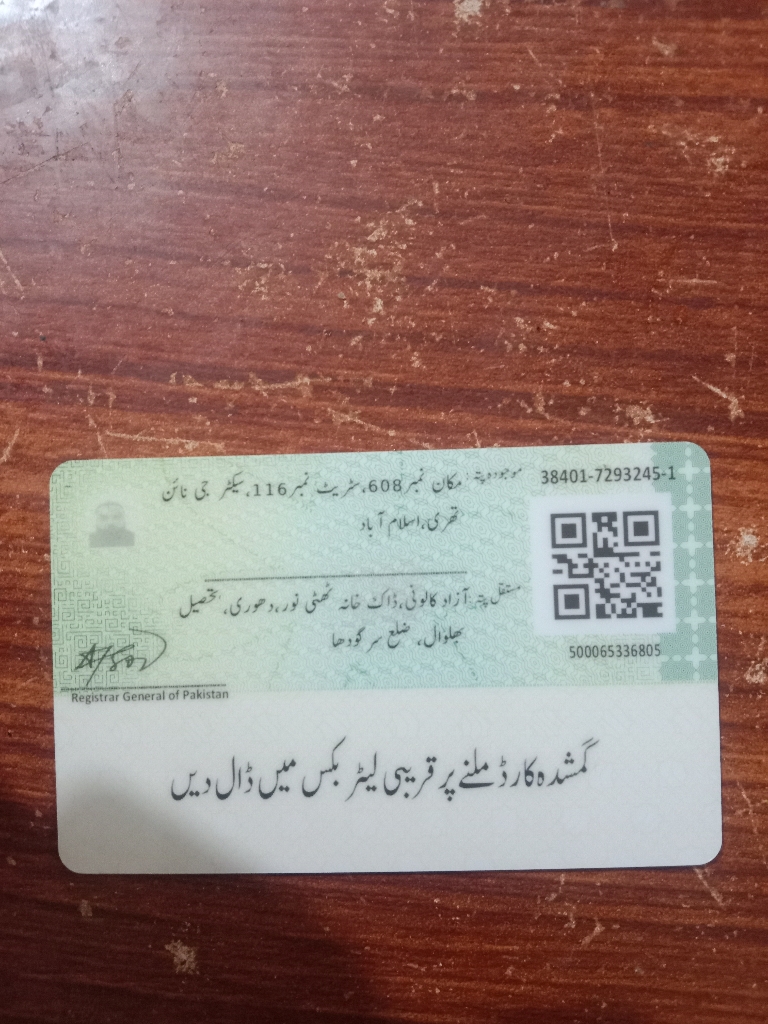 38401-7293245-1
موجودہ پتہ: مکان نمبر 608، سٹریٹ نمبر 116، سیکٹر جی نائن
تھری، اسلام آباد
مستقل پتہ: آزاد کالونی، ڈاک خانہ ٹھٹی نور، دھوری، تحصیل
بھلوال، ضلع سرگودھا
500065336805
Registrar General of Pakistan
گمشدہ کارڈ ملنے پر قریبی لیٹر بکس میں ڈال دیں